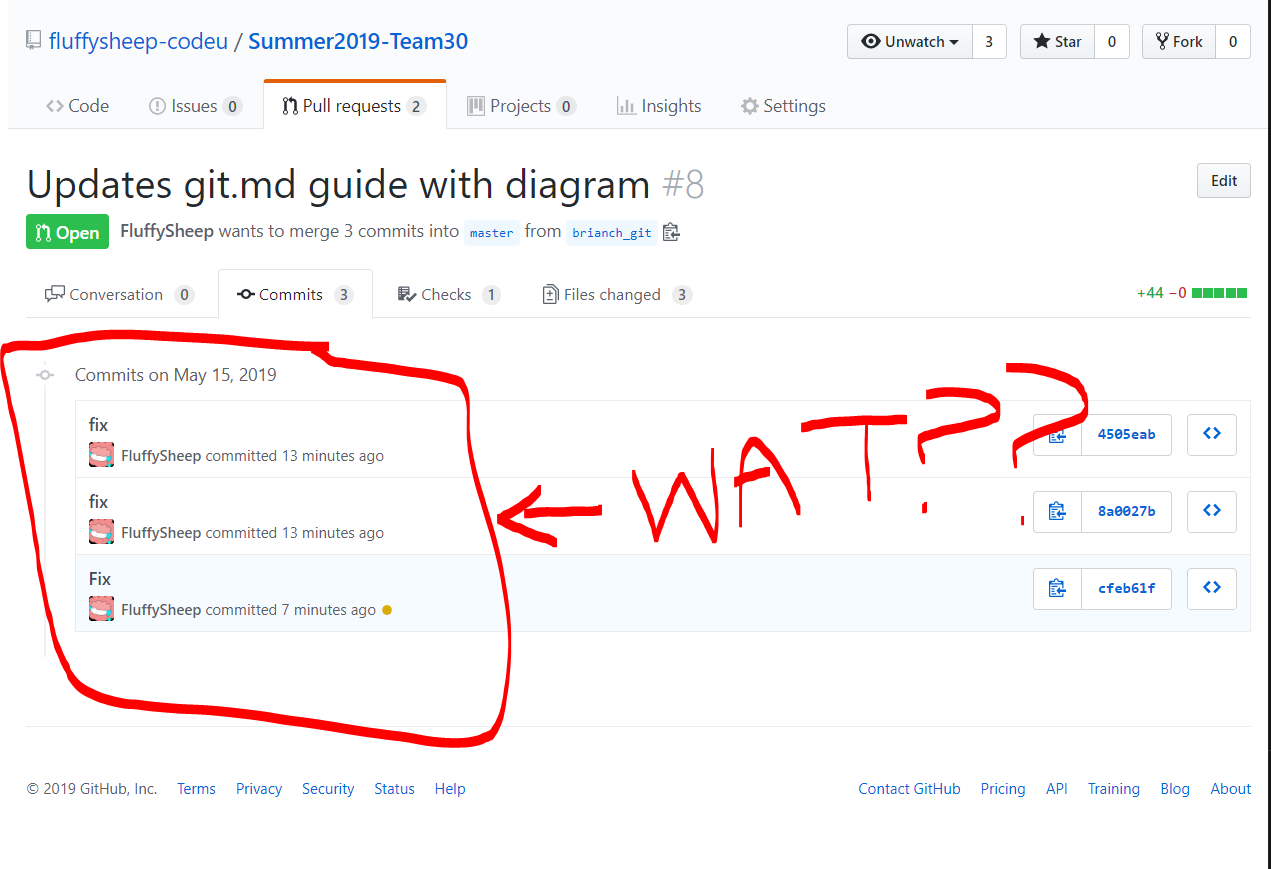 fluffysheep-codeu / Summer2019-Team30
Unwatch 3 Star 0 Fork 0
Code Issues 0 Pull requests 2 Projects 0 Insights Settings
Updates git.md guide with diagram #8
Edit
Open FluffySheep wants to merge 3 commits into master from brianch_git
Conversation 0 Commits 3 Checks 1 Files changed 3 +44 −0
Commits on May 15, 2019
fix
FluffySheep committed 13 minutes ago
4505eab
fix
FluffySheep committed 13 minutes ago
8a0027b
Fix
FluffySheep committed 7 minutes ago
cfeb61f
WAT??
© 2019 GitHub, Inc. Terms Privacy Security Status Help Contact GitHub Pricing API Training Blog About